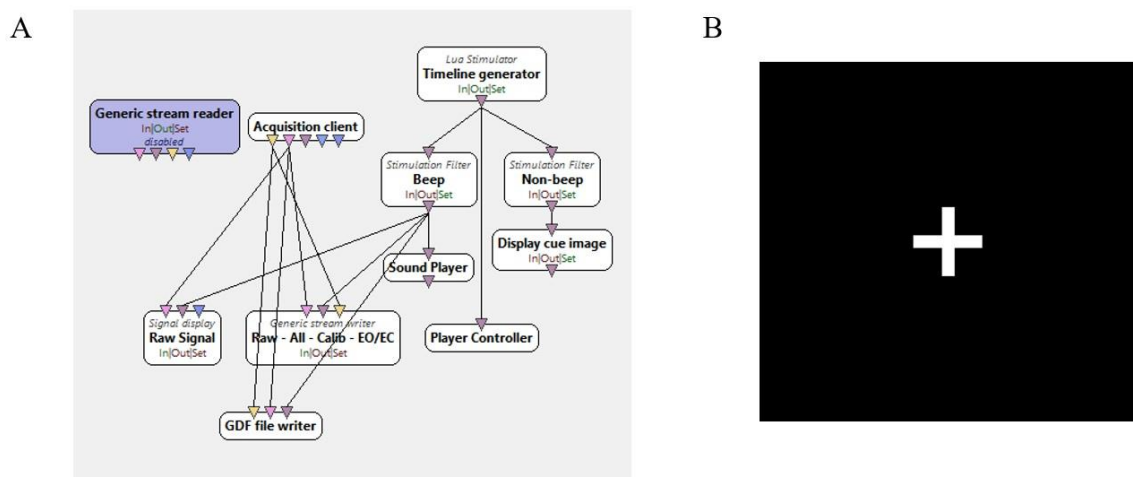 A
B
Lua Stimulator
Timeline generator
In|Out|Set
Generic stream reader
In|Out|Set
disabled
Acquisition client
Stimulation Filter
Beep
In|Out|Set
Stimulation Filter
Non-beep
In|Out|Set
Display cue image
In|Out|Set
Sound Player
Signal display
Raw Signal
In|Out|Set
Generic stream writer
Raw - All - Calib - EO/EC
In|Out|Set
Player Controller
GDF file writer